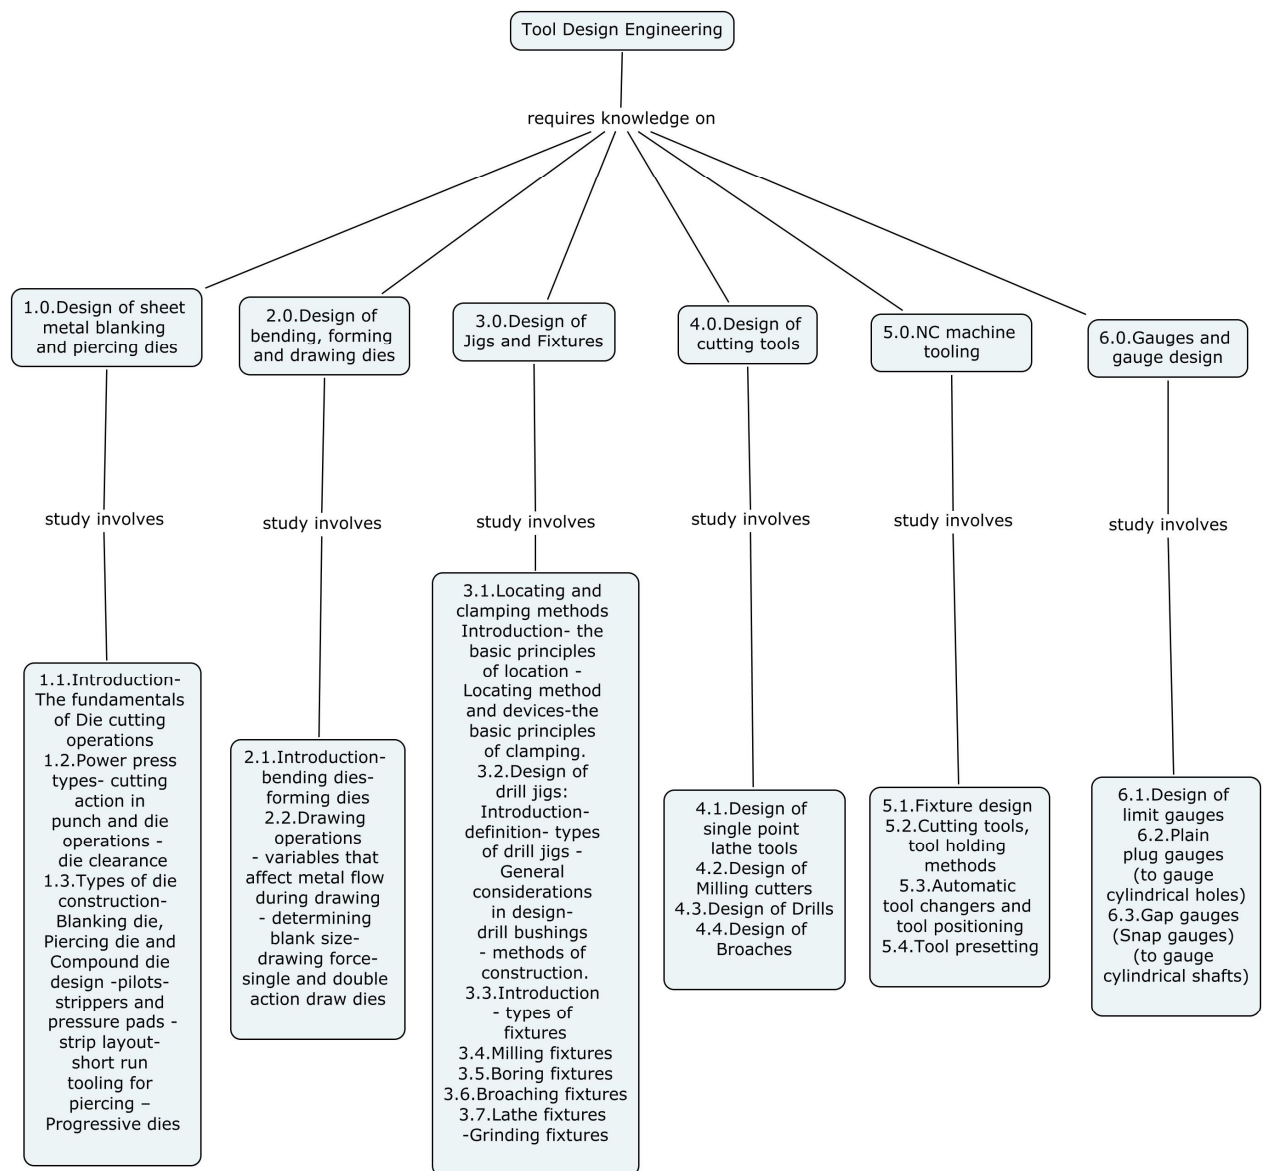 Tool Design Engineering
requires knowledge on
1.0.Design of sheet
metal blanking
and piercing dies
2.0.Design of
bending, forming
and drawing dies
3.0.Design of
Jigs and Fixtures
4.0.Design of
cutting tools
5.0.NC machine
tooling
6.0.Gauges and
gauge design
study involves
study involves
study involves
study involves
study involves
study involves
1.1.Introduction-
The fundamentals
of Die cutting
operations
1.2.Power press
types- cutting
action in
punch and die
operations -
die clearance
1.3.Types of die
construction-
Blanking die,
Piercing die and
Compound die
design -pilots-
strippers and
pressure pads -
strip layout-
short run
tooling for
piercing –
Progressive dies
2.1.Introduction-
bending dies-
forming dies
2.2.Drawing
operations
- variables that
affect metal flow
during drawing
- determining
blank size-
drawing force-
single and double
action draw dies
3.1.Locating and
clamping methods
Introduction- the
basic principles
of location -
Locating method
and devices-the
basic principles
of clamping.
3.2.Design of
drill jigs:
Introduction-
definition- types
of drill jigs -
General
considerations
in design-
drill bushings
- methods of
construction.
3.3.Introduction
- types of
fixtures
3.4.Milling fixtures
3.5.Boring fixtures
3.6.Broaching fixtures
3.7.Lathe fixtures
-Grinding fixtures
4.1.Design of
single point
lathe tools
4.2.Design of
Milling cutters
4.3.Design of Drills
4.4.Design of
Broaches
5.1.Fixture design
5.2.Cutting tools,
tool holding
methods
5.3.Automatic
tool changers and
tool positioning
5.4.Tool presetting
6.1.Design of
limit gauges
6.2.Plain
plug gauges
(to gauge
cylindrical holes)
6.3.Gap gauges
(Snap gauges)
(to gauge
cylindrical shafts)